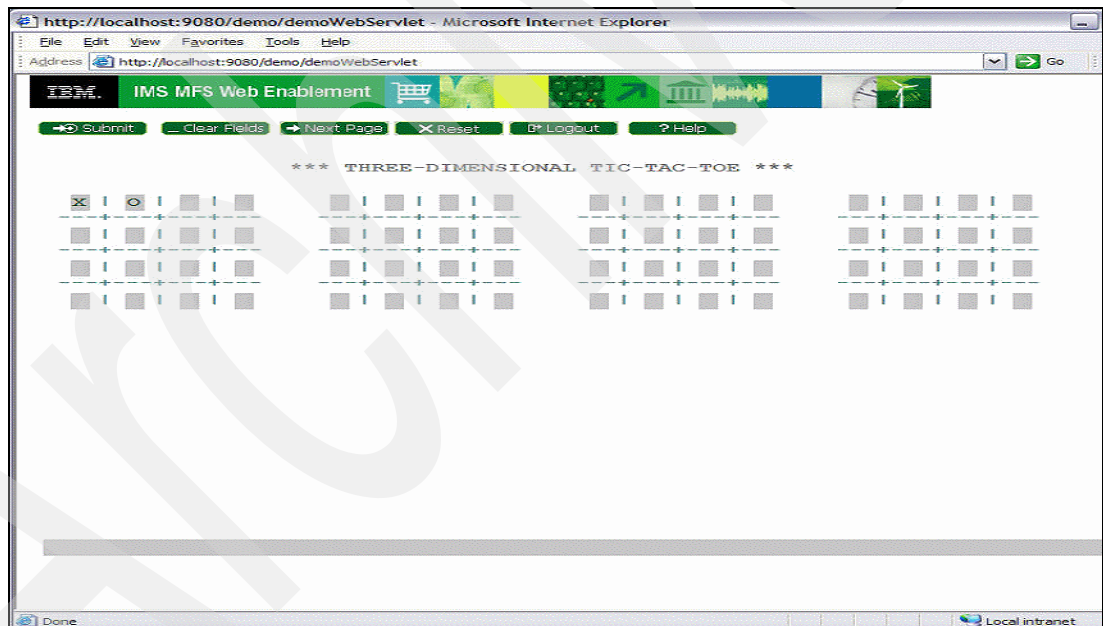 http://localhost:9080/demo/demoWebServlet - Microsoft Internet Explorer
File Edit View Favorites Tools Help
Address http://localhost:9080/demo/demoWebServlet Go
IBM. IMS MFS Web Enablement
Submit Clear Fields Next Page Reset Logout ? Help
*** THREE-DIMENSIONAL TIC-TAC-TOE ***
X | O | | | | | | | | | |
---+---+--- ---+---+--- ---+---+--- ---+---+---
| | | | | | | | | | | |
---+---+--- ---+---+--- ---+---+--- ---+---+---
| | | | | | | | | | | |
---+---+--- ---+---+--- ---+---+--- ---+---+---
| | | | | | | | | | | |
Done Local intranet